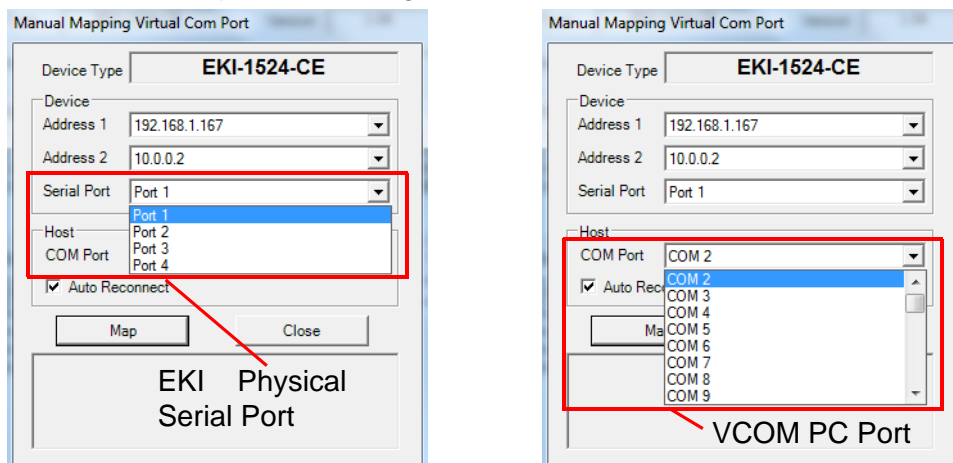 Manual Mapping Virtual Com Port
Device Type EKI-1524-CE
Device
Address 1 192.168.1.167
Address 2 10.0.0.2
Serial Port Port 1
Port 1
Port 2
Host
Port 3
COM Port
Port 4
Auto Reconnect
Map Close
EKI Physical
Serial Port
Manual Mapping Virtual Com Port
Device Type EKI-1524-CE
Device
Address 1 192.168.1.167
Address 2 10.0.0.2
Serial Port Port 1
Host
COM Port COM 2
COM 2
Auto Rec
COM 3
COM 4
Ma COM 5
COM 6
COM 7
COM 8
COM 9
VCOM PC Port